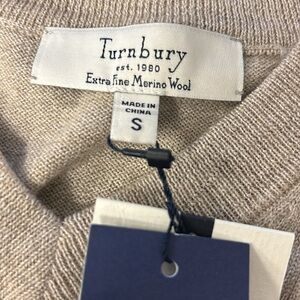 Turnbury
est. 1980
Extra Fine Merino Wool
MADE IN
CHINA
S